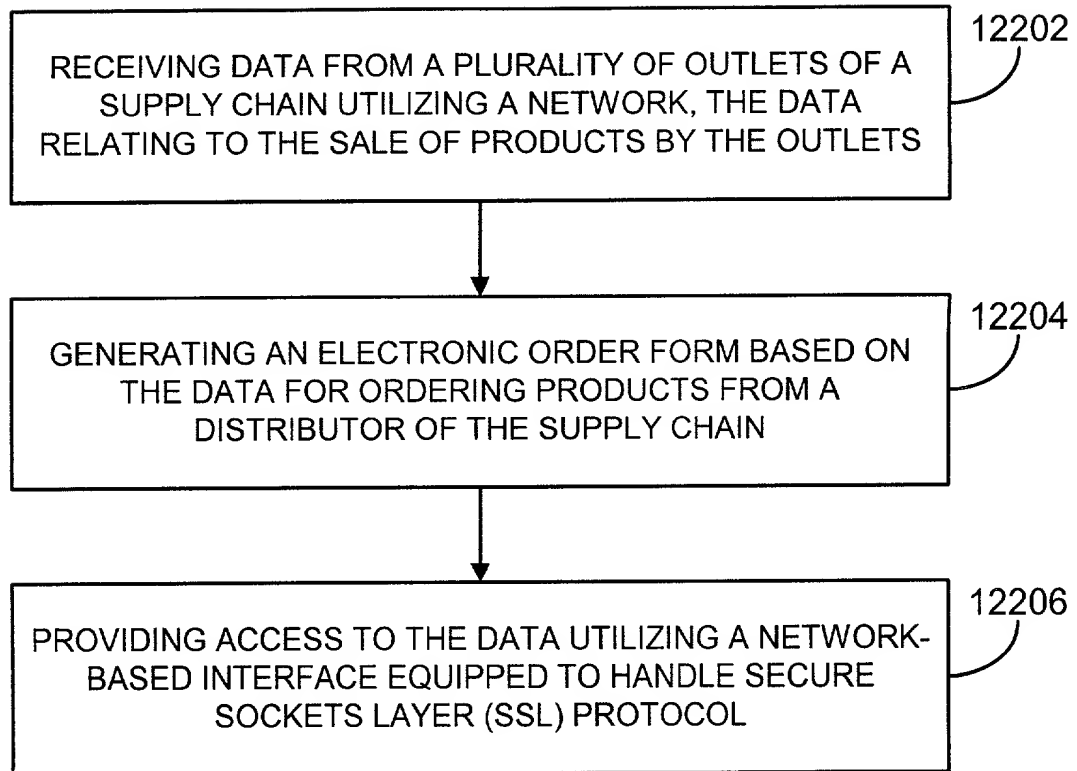 12202
RECEIVING DATA FROM A PLURALITY OF OUTLETS OF A
SUPPLY CHAIN UTILIZING A NETWORK, THE DATA
RELATING TO THE SALE OF PRODUCTS BY THE OUTLETS
12204
GENERATING AN ELECTRONIC ORDER FORM BASED ON
THE DATA FOR ORDERING PRODUCTS FROM A
DISTRIBUTOR OF THE SUPPLY CHAIN
12206
PROVIDING ACCESS TO THE DATA UTILIZING A NETWORK-
BASED INTERFACE EQUIPPED TO HANDLE SECURE
SOCKETS LAYER (SSL) PROTOCOL